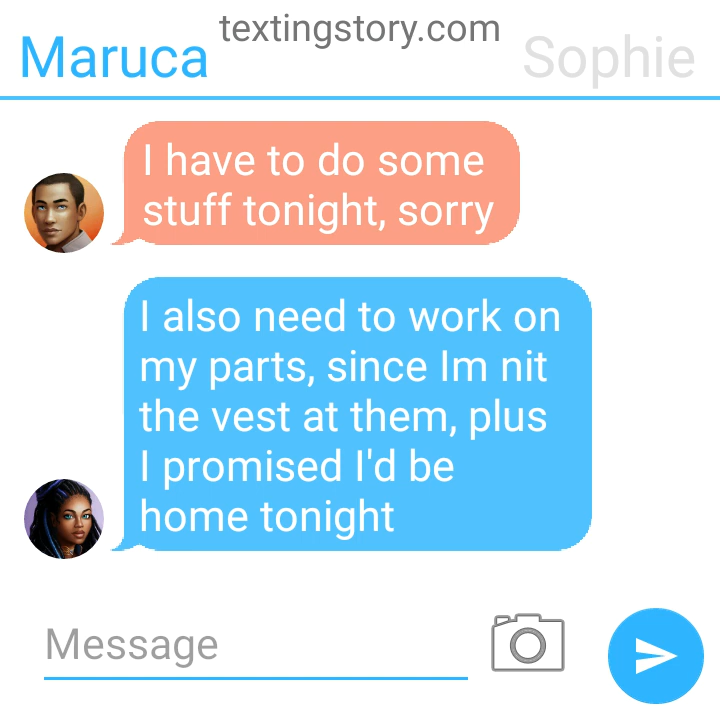 textingstory.com
Maruca
Sophie
I have to do some
stuff tonight, sorry
I also need to work on
my parts, since Im nit
the vest at them, plus
I promised I'd be
home tonight
Message